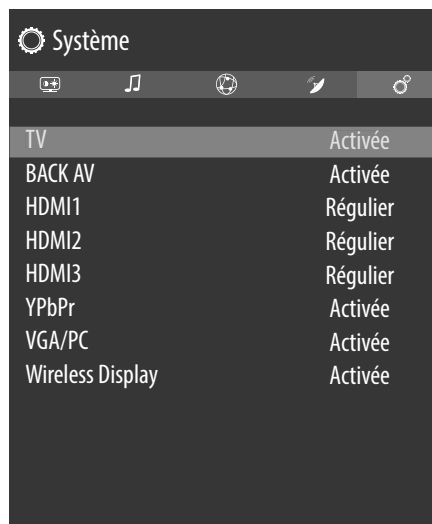 Système
TV Activée
BACK AV Activée
HDMI1 Régulier
HDMI2 Régulier
HDMI3 Régulier
YPbPr Activée
VGA/PC Activée
Wireless Display Activée